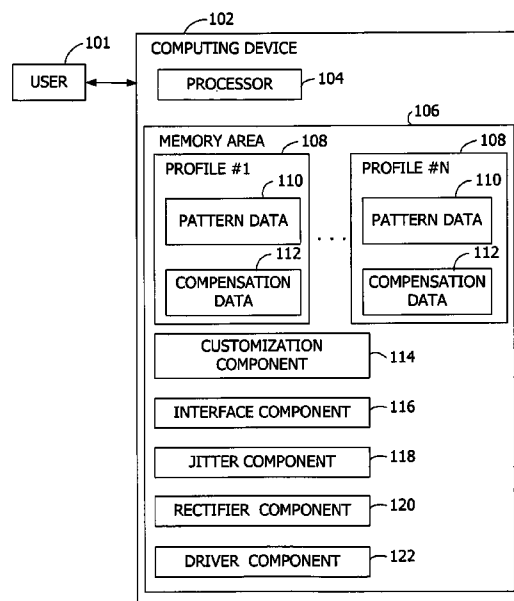 102
101
COMPUTING DEVICE
USER
PROCESSOR
104
106
MEMORY AREA
108
108
PROFILE #1
PROFILE #N
110
110
PATTERN DATA
PATTERN DATA
. . .
112
112
COMPENSATION
DATA
COMPENSATION
DATA
CUSTOMIZATION
COMPONENT
114
INTERFACE COMPONENT
116
JITTER COMPONENT
118
RECTIFIER COMPONENT
120
DRIVER COMPONENT
122